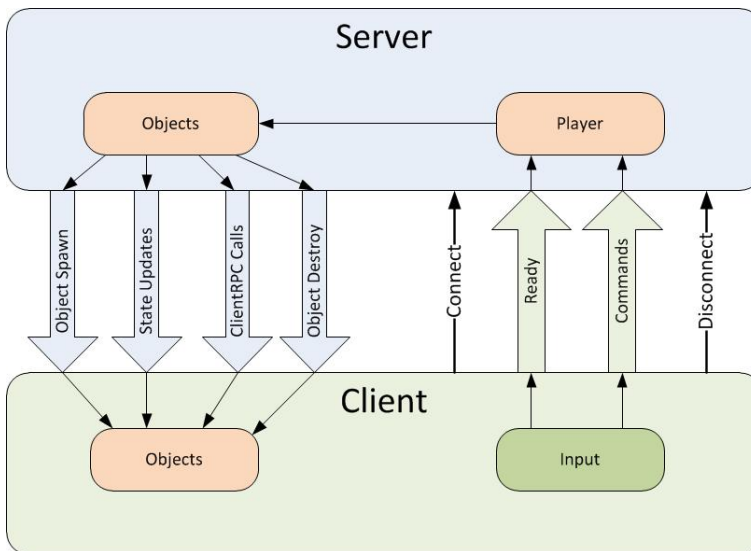 Server
Objects
Player
Object Spawn
State Updates
ClientRPC Calls
Object Destroy
Connect
Ready
Commands
Disconnect
Client
Objects
Input